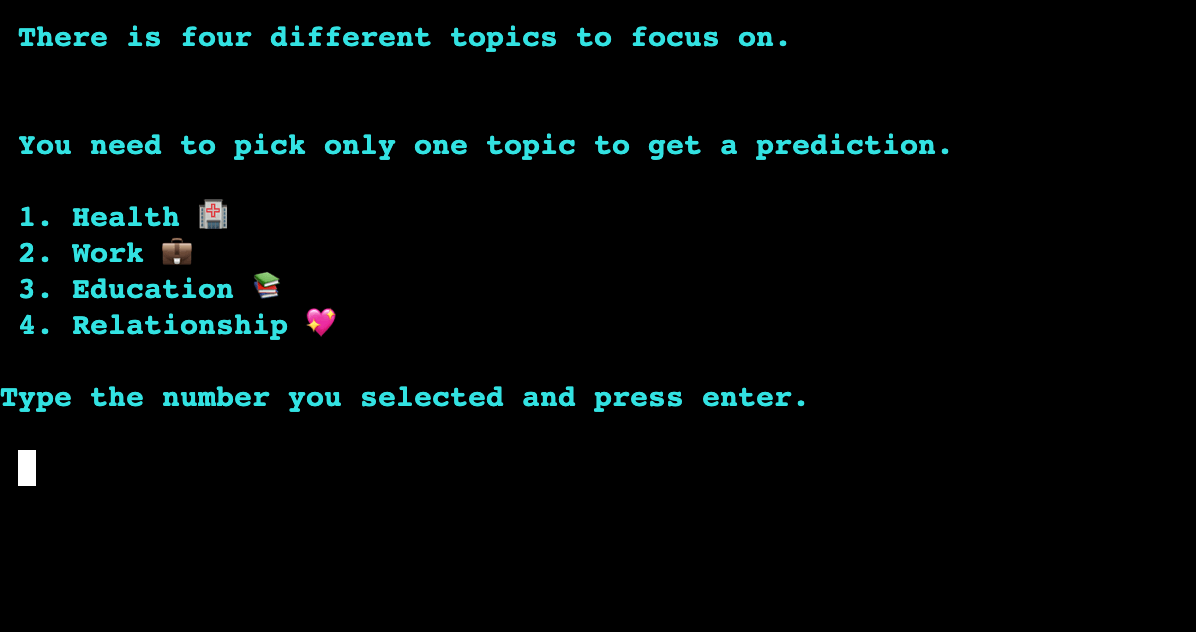 There is four different topics to focus on.
You need to pick only one topic to get a prediction.
1. Health 🏥
2. Work 💼
3. Education 📚
4. Relationship 💖
Type the number you selected and press enter.